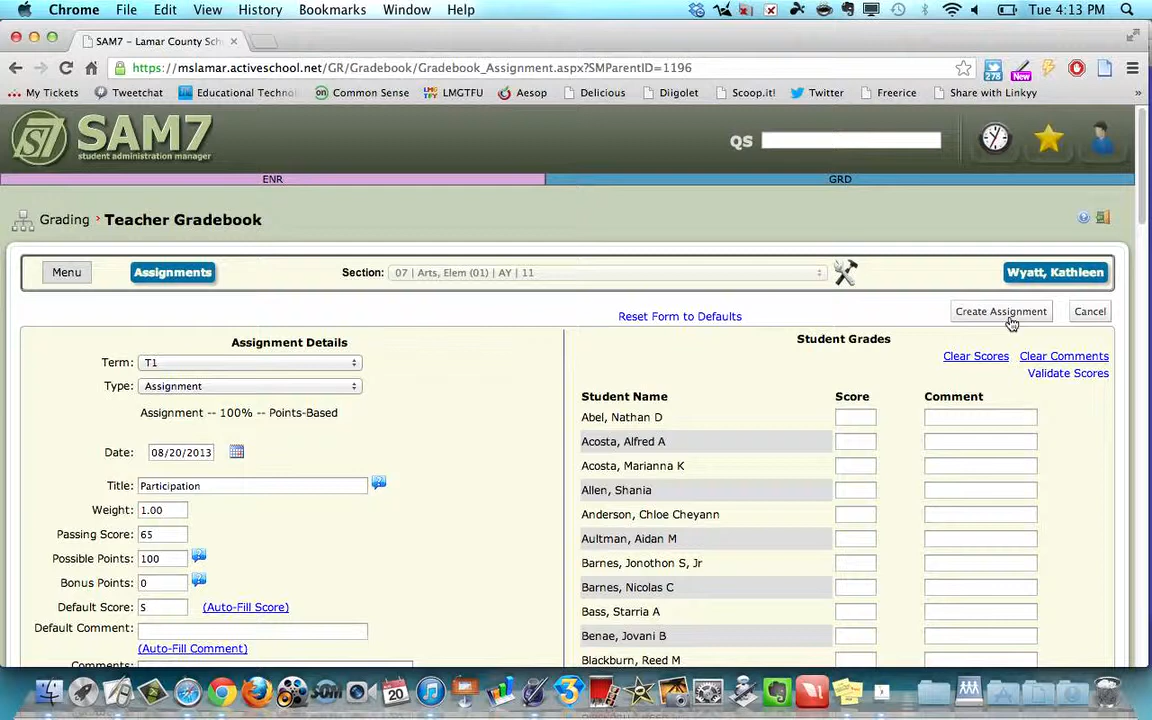 Chrome File Edit View History Bookmarks Window Help Tue 4:13 PM
SAM7 – Lamar County Sch
https://mslamar.activeschool.net/GR/Gradebook/Gradebook_Assignment.aspx?SMParentID=1196
278 New
My Tickets Tweetchat Educational Techno Common Sense LMGTFU Aesop Delicious Diigolet Scoop.it! Twitter Freerice Share with Linkyy »
S7 SAM7 student administration manager QS
ENR GRD
Grading › Teacher Gradebook
Menu Assignments Section: 07 | Arts, Elem (01) | AY | 11 Wyatt, Kathleen
Reset Form to Defaults Create Assignment Cancel
Assignment Details Student Grades
Clear Scores Clear Comments
Term: T1 Validate Scores
Type: Assignment
Student Name Score Comment
Assignment -- 100% -- Points-Based Abel, Nathan D
Acosta, Alfred A
Date: 08/20/2013 Acosta, Marianna K
Title: Participation Allen, Shania
Weight: 1.00 Anderson, Chloe Cheyann
Passing Score: 65 Aultman, Aidan M
Possible Points: 100 Barnes, Jonothon S, Jr
Bonus Points: 0 Barnes, Nicolas C
Default Score: S (Auto-Fill Score) Bass, Starria A
Default Comment: Benae, Jovani B
(Auto-Fill Comment) Blackburn, Reed M
Comments:
20
3